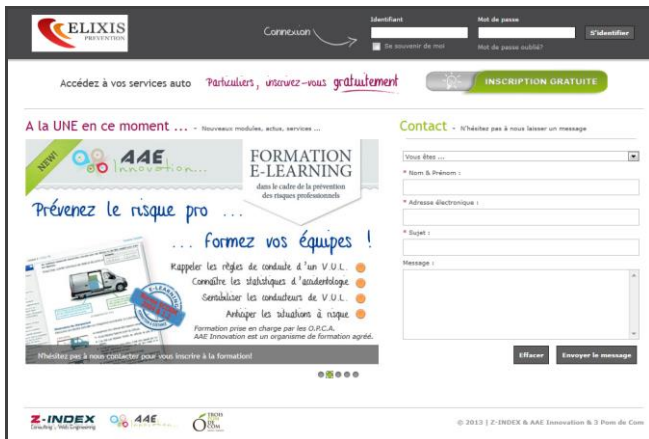 ELIXIS
PREVENTION
Connexion
Identifiant
Mot de passe
Se souvenir de moi
Mot de passe oublié?
S'identifier
Accédez à vos services auto
Particuliers, inscrivez-vous gratuitement
INSCRIPTION GRATUITE
A la UNE en ce moment ... - Nouveaux modules, actus, services ...
NEW!
AAE
Innovation...
FORMATION
E-LEARNING
dans le cadre de la prévention
des risques professionnels
Prévenez le risque pro ...
... Formez vos équipes !
Rappeler les règles de conduite d'un V.U.L.
Connaître les statistiques d'accidentologie
Sensibiliser les conducteurs de V.U.L.
Anticiper les situations à risque
Formation prise en charge par les O.P.C.A.
AAE Innovation est un organisme de formation agréé.
E-LEARNING
N'hésitez pas à nous contacter pour vous inscrire à la formation!
Contact - N'hésitez pas à nous laisser un message
Vous êtes ...
* Nom & Prénom :
* Adresse électronique :
* Sujet :
Message :
Effacer
Envoyer le message
Z-INDEX
Consulting & Web Engineering
AAE
Innovation...
TROIS
POM
DE
COM
© 2013 | Z-INDEX & AAE Innovation & 3 Pom de Com